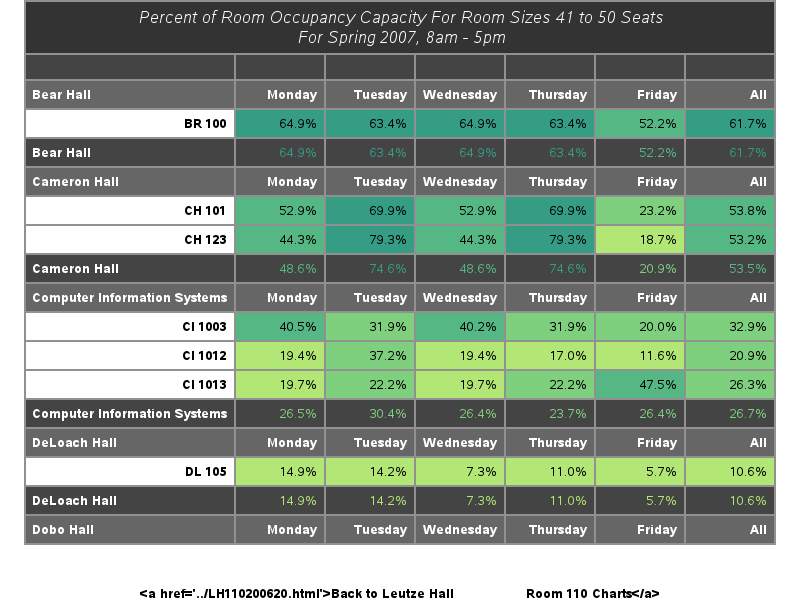 Percent of Room Occupancy Capacity For Room Sizes 41 to 50 Seats
For Spring 2007, 8am - 5pm
Bear Hall Monday Tuesday Wednesday Thursday Friday All
BR 100 64.9% 63.4% 64.9% 63.4% 52.2% 61.7%
Bear Hall 64.9% 63.4% 64.9% 63.4% 52.2% 61.7%
Cameron Hall Monday Tuesday Wednesday Thursday Friday All
CH 101 52.9% 69.9% 52.9% 69.9% 23.2% 53.8%
CH 123 44.3% 79.3% 44.3% 79.3% 18.7% 53.2%
Cameron Hall 48.6% 74.6% 48.6% 74.6% 20.9% 53.5%
Computer Information Systems Monday Tuesday Wednesday Thursday Friday All
CI 1003 40.5% 31.9% 40.2% 31.9% 20.0% 32.9%
CI 1012 19.4% 37.2% 19.4% 17.0% 11.6% 20.9%
CI 1013 19.7% 22.2% 19.7% 22.2% 47.5% 26.3%
Computer Information Systems 26.5% 30.4% 26.4% 23.7% 26.4% 26.7%
DeLoach Hall Monday Tuesday Wednesday Thursday Friday All
DL 105 14.9% 14.2% 7.3% 11.0% 5.7% 10.6%
DeLoach Hall 14.9% 14.2% 7.3% 11.0% 5.7% 10.6%
Dobo Hall Monday Tuesday Wednesday Thursday Friday All
<a href='../LH110200620.html'>Back to Leutze Hall Room 110 Charts</a>